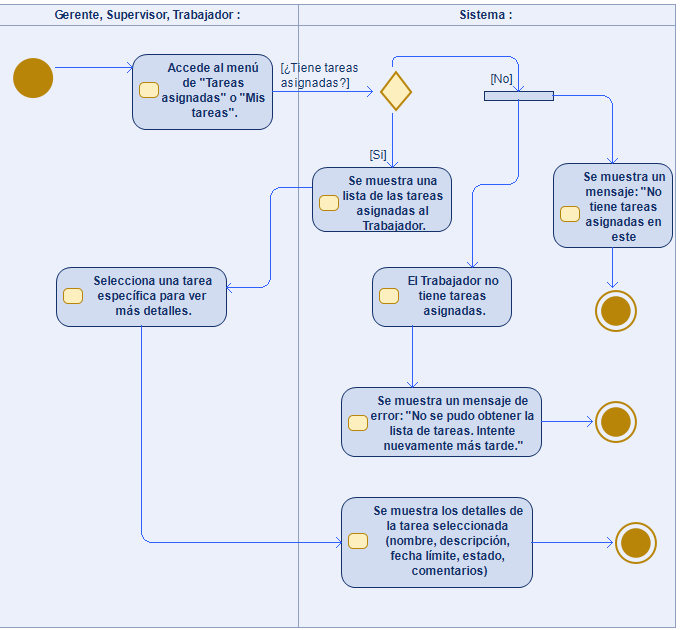 Gerente, Supervisor, Trabajador :
Sistema :
Accede al menú
de "Tareas
asignadas" o "Mis
tareas".
[¿Tiene tareas
asignadas?]
[No]
[Si]
Se muestra una
lista de las tareas
asignadas al
Trabajador.
Se muestra un
mensaje: "No
tiene tareas
asignadas en
este
Selecciona una tarea
específica para ver
más detalles.
El Trabajador no
tiene tareas
asignadas.
Se muestra un mensaje de
error: "No se pudo obtener la
lista de tareas. Intente
nuevamente más tarde."
Se muestra los detalles de
la tarea seleccionada
(nombre, descripción,
fecha límite, estado,
comentarios)